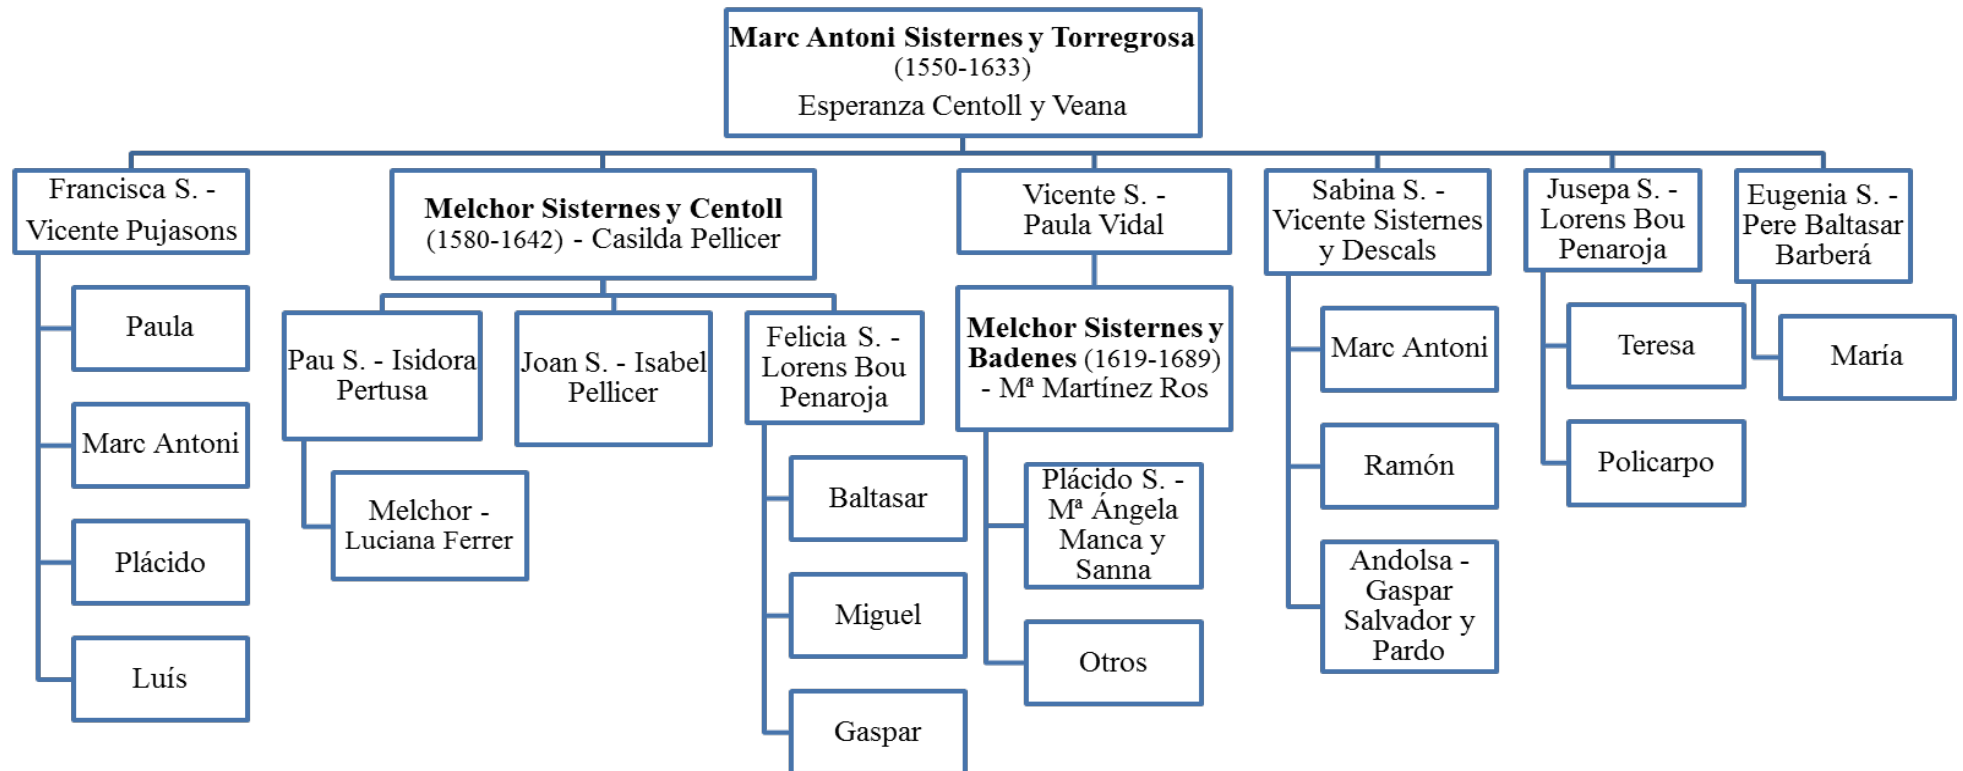 Marc Antoni Sisternes y Torregrosa
(1550-1633)
Esperanza Centoll y Veana
Francisca S. -
Vicente Pujasons
Paula
Marc Antoni
Plácido
Luís
Melchor Sisternes y Centoll
(1580-1642) - Casilda Pellicer
Pau S. - Isidora
Pertusa
Melchor -
Luciana Ferrer
Joan S. - Isabel
Pellicer
Felicia S. -
Lorens Bou
Penaroja
Baltasar
Miguel
Gaspar
Vicente S. -
Paula Vidal
Melchor Sisternes y
Badenes (1619-1689)
- Mª Martínez Ros
Plácido S. -
Mª Ángela
Manca y
Sanna
Otros
Sabina S. -
Vicente Sisternes
y Descals
Marc Antoni
Ramón
Andolsa -
Gaspar
Salvador y
Pardo
Jusepa S. -
Lorens Bou
Penaroja
Teresa
Policarpo
Eugenia S. -
Pere Baltasar
Barberá
María